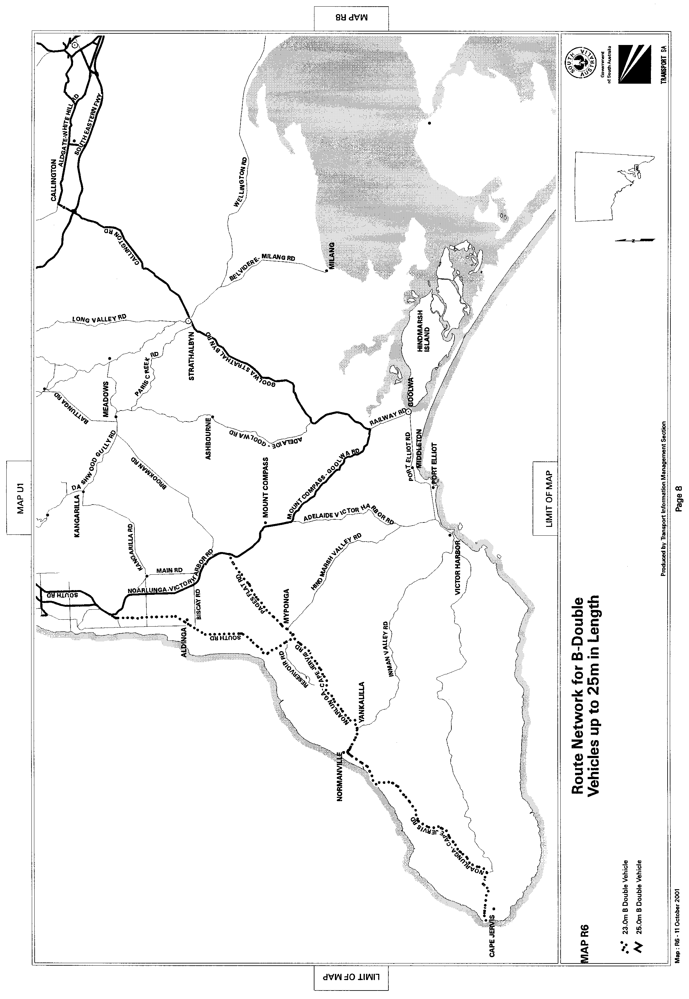 MAP R8
MAP U1
LIMIT OF MAP
LIMIT OF MAP
CALLINGTON
ALDGATE-WHITE HILL RD
SOUTH EASTERN FWY
CALLINGTON RD
WELLINGTON RD
BELVIDERE- MILANG RD
MILANG
LONG VALLEY RD
STRATHALBYN
GOOLWA STRATHALBYN RD
PARIS CREEK RD
BATTUNGA RD
MEADOWS
ASHBOURNE
ADELAIDE - GOOLWA RD
DASHWOOD GULLY RD
BROOKMAN RD
KANGARILLA
KANGARILLA RD
MOUNT COMPASS
MOUNT COMPASS - GOOLWA RD
RAILWAY RD
GOOLWA
HINDMARSH
ISLAND
PORT ELLIOT RD
MIDDLETON
PORT ELLIOT
ADELAIDE VICTOR HARBOR RD
HINDMARSH VALLEY RD
VICTOR HARBOR
MAIN RD
NOARLUNGA-VICTOR HARBOR RD
SOUTH RD
BISCAY RD
PAGES FLAT RD
MYPONGA
ALDINGA
SOUTH RD
RESERVOIR RD
NOARLUNGA-CAPE JERVIS RD
INMAN VALLEY RD
YANKALILLA
NORMANVILLE
NOARLUNGA-CAPE JERVIS RD
CAPE JERVIS
MAP R6
Route Network for B-Double
Vehicles up to 25m in Length
23.0m B Double Vehicle
25.0m B Double Vehicle
N
R6
SOUTH AUSTRALIA
Government
of South Australia
TRANSPORT SA
Produced by Transport Information Management Section
Map : R6 - 11 October 2001
Page 8